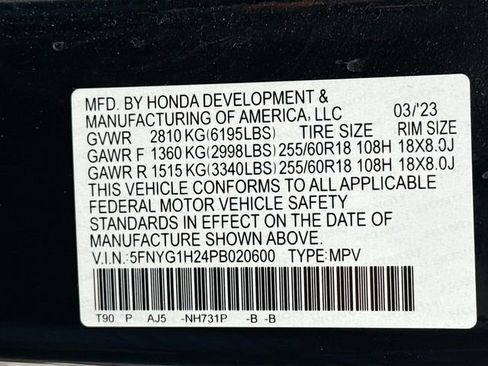 MFD. BY HONDA DEVELOPMENT &
MANUFACTURING OF AMERICA, LLC 03/'23
GVWR 2810 KG(6195LBS) TIRE SIZE RIM SIZE
GAWR F 1360 KG(2998LBS) 255/60R18 108H 18X8.0J
GAWR R 1515 KG(3340LBS) 255/60R18 108H 18X8.0J
THIS VEHICLE CONFORMS TO ALL APPLICABLE
FEDERAL MOTOR VEHICLE SAFETY
STANDARDS IN EFFECT ON THE DATE OF
MANUFACTURE SHOWN ABOVE.
V.I.N.:5FNYG1H24PB020600 TYPE:MPV
T90 P AJ5 -NH731P -B -B